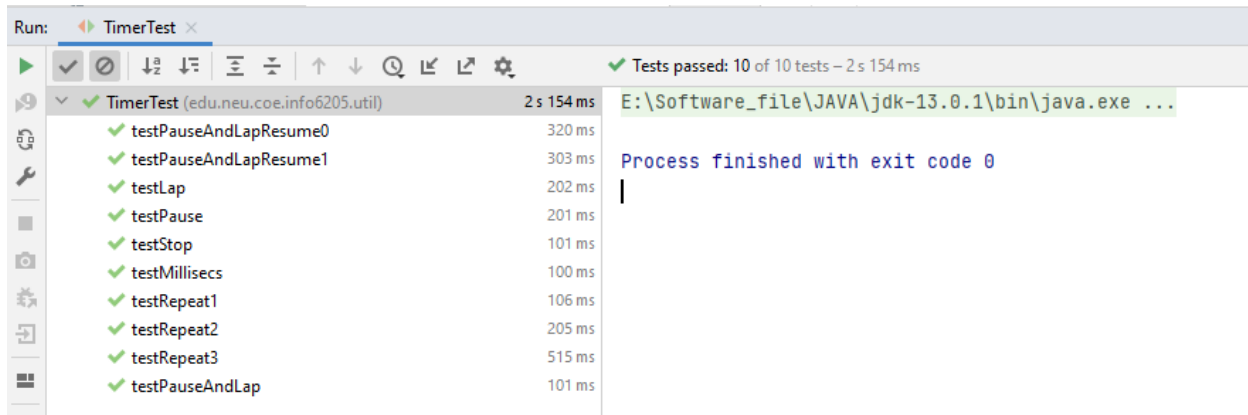 Run: TimerTest
Tests passed: 10 of 10 tests – 2 s 154 ms
TimerTest (edu.neu.coe.info6205.util) 2 s 154 ms
testPauseAndLapResume0 320 ms
testPauseAndLapResume1 303 ms
testLap 202 ms
testPause 201 ms
testStop 101 ms
testMillisecs 100 ms
testRepeat1 106 ms
testRepeat2 205 ms
testRepeat3 515 ms
testPauseAndLap 101 ms
E:\Software_file\JAVA\jdk-13.0.1\bin\java.exe ...
Process finished with exit code 0